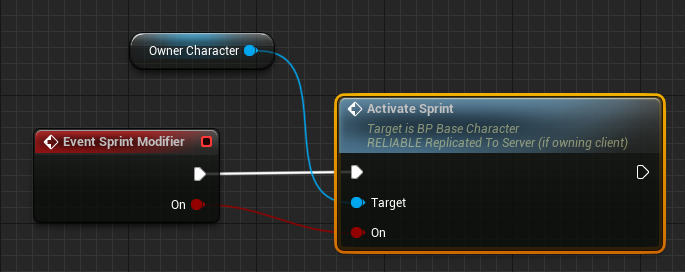 Owner Character
Event Sprint Modifier
On
Activate Sprint
Target is BP Base Character
RELIABLE Replicated To Server (if owning client)
Target
On